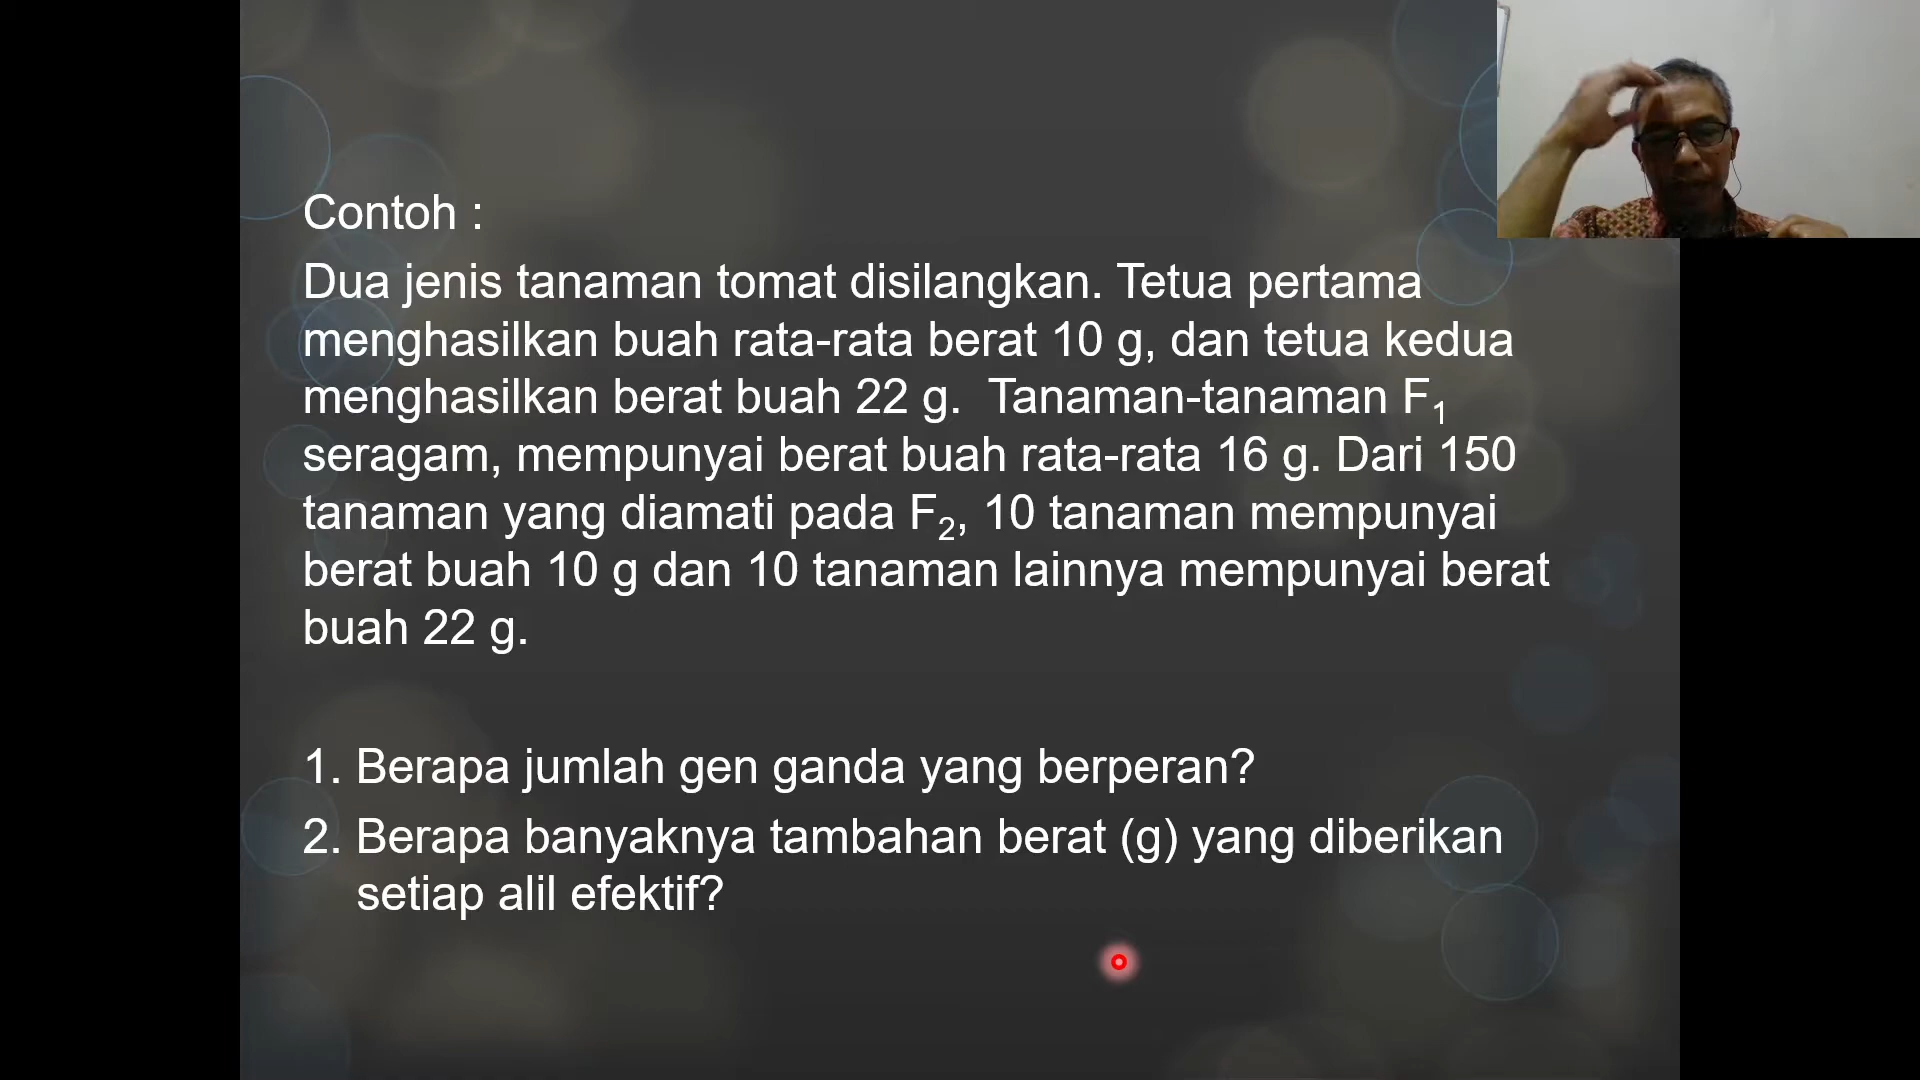 Contoh :
Dua jenis tanaman tomat disilangkan. Tetua pertama
menghasilkan buah rata-rata berat 10 g, dan tetua kedua
menghasilkan berat buah 22 g.  Tanaman-tanaman F₁
seragam, mempunyai berat buah rata-rata 16 g. Dari 150
tanaman yang diamati pada F₂, 10 tanaman mempunyai
berat buah 10 g dan 10 tanaman lainnya mempunyai berat
buah 22 g.
1. Berapa jumlah gen ganda yang berperan?
2. Berapa banyaknya tambahan berat (g) yang diberikan
setiap alil efektif?